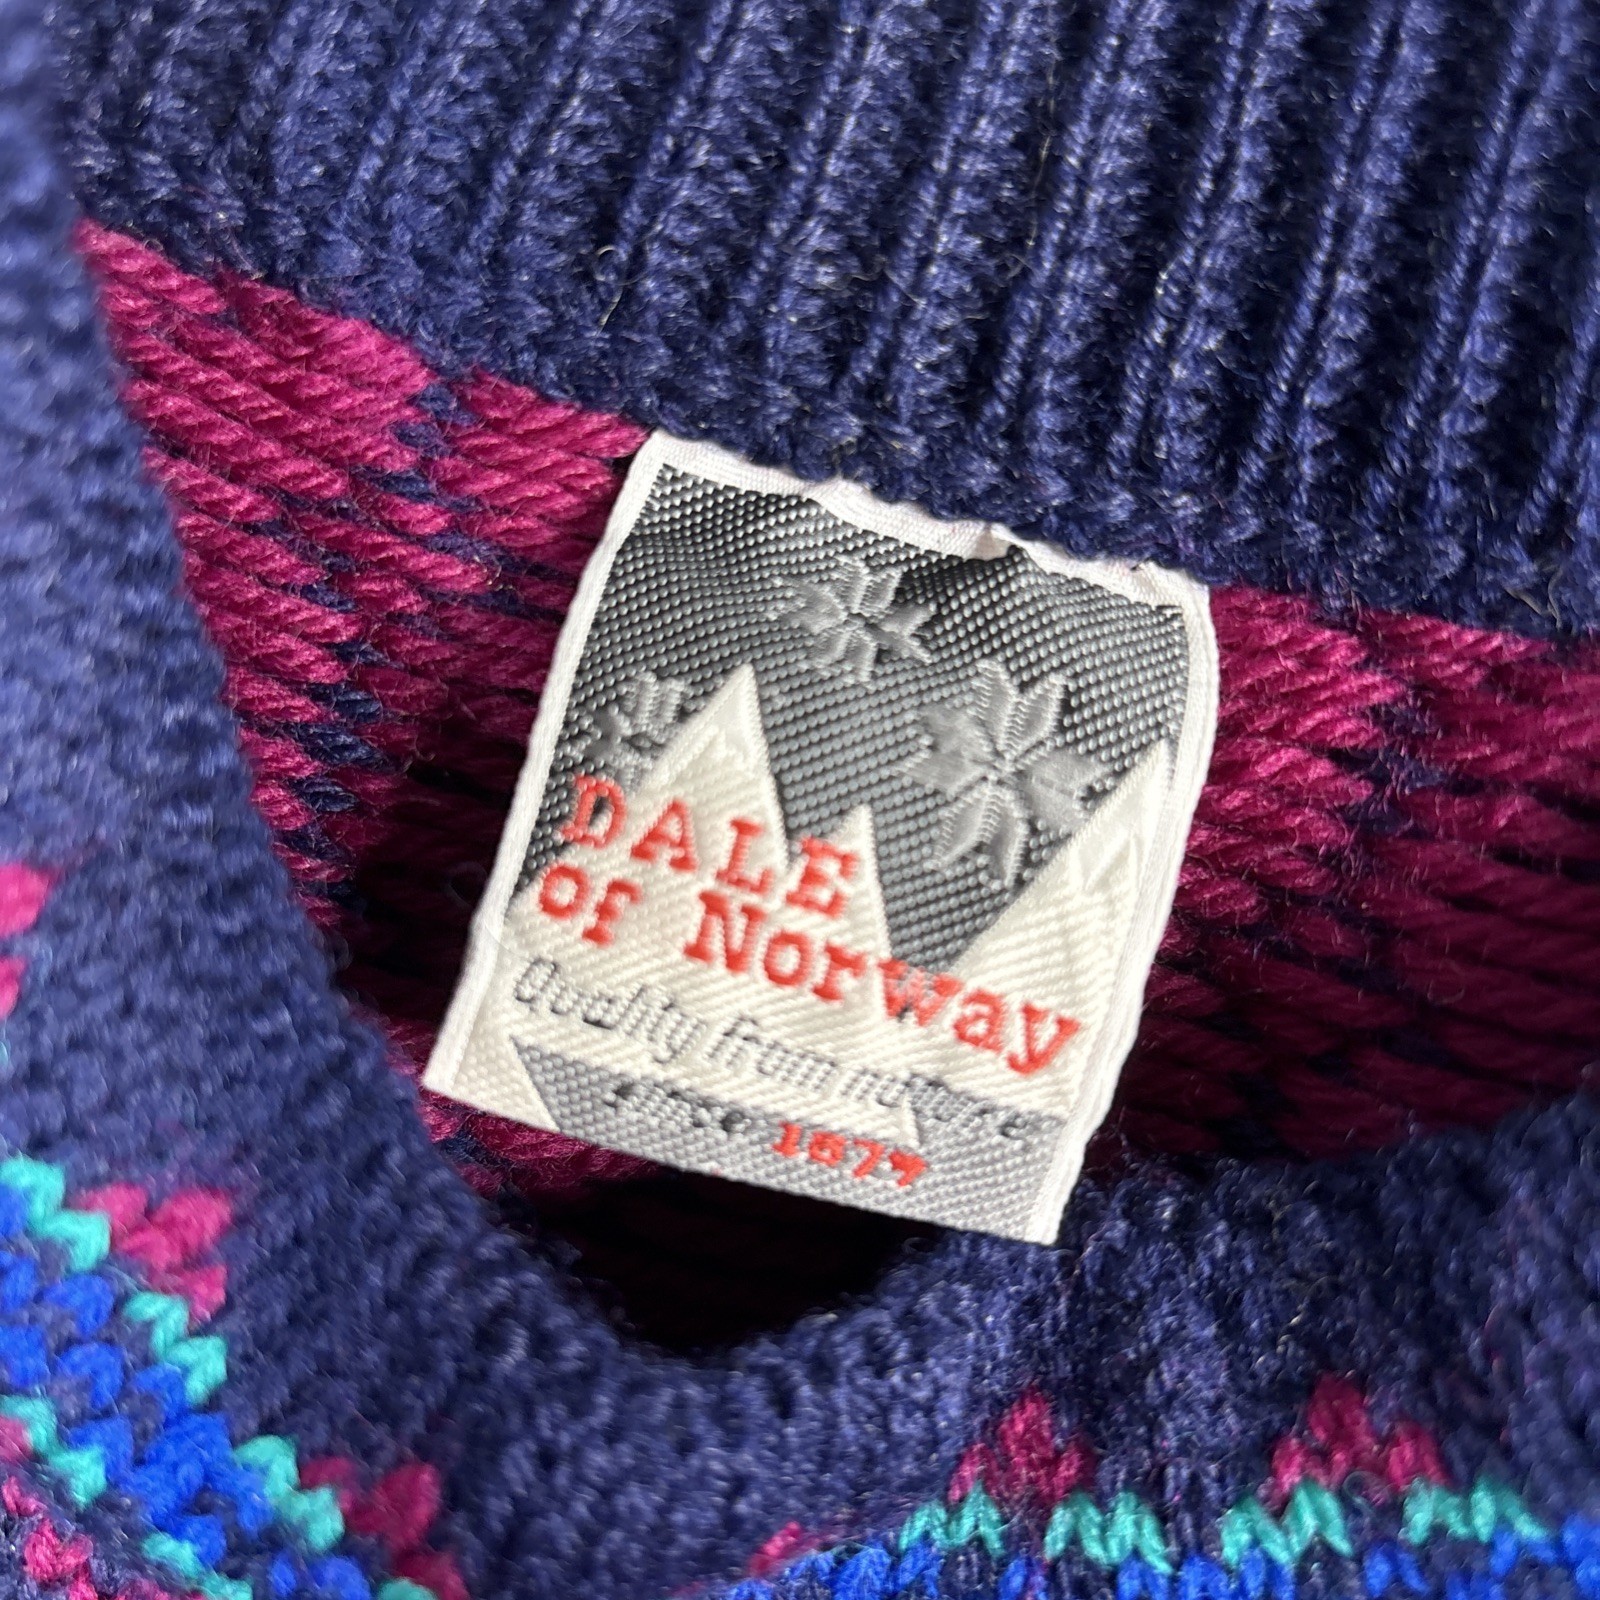 DALE
of Norway
Quality from nature
since 1879